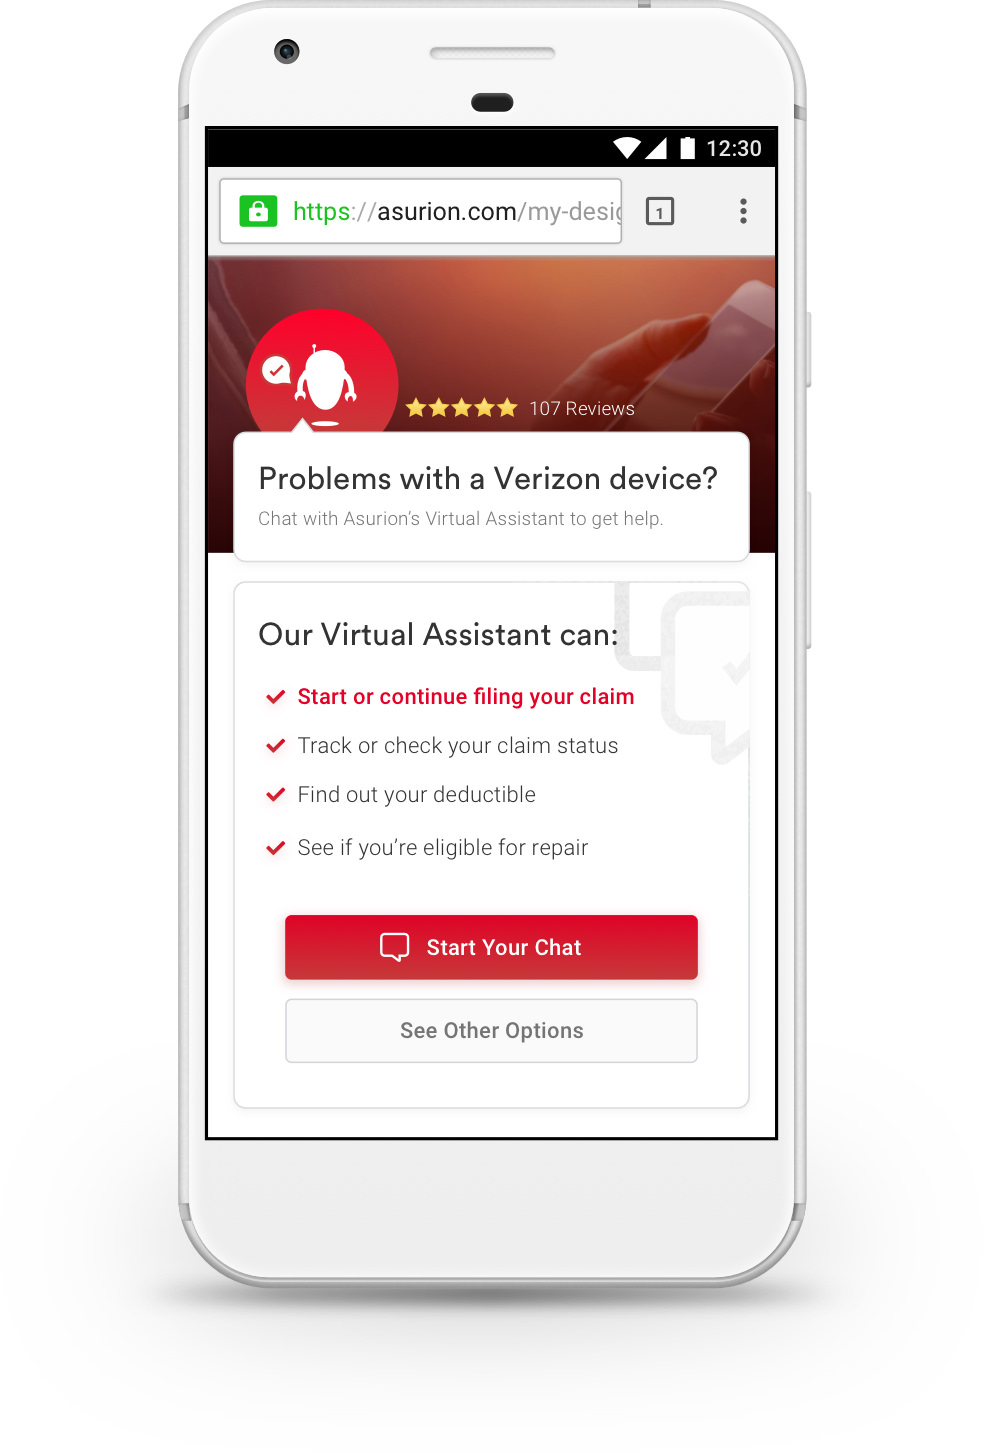 12:30
https://asurion.com/my-desig
1
107 Reviews
Problems with a Verizon device?
Chat with Asurion’s Virtual Assistant to get help.
Our Virtual Assistant can:
Start or continue filing your claim
Track or check your claim status
Find out your deductible
See if you’re eligible for repair
Start Your Chat
See Other Options